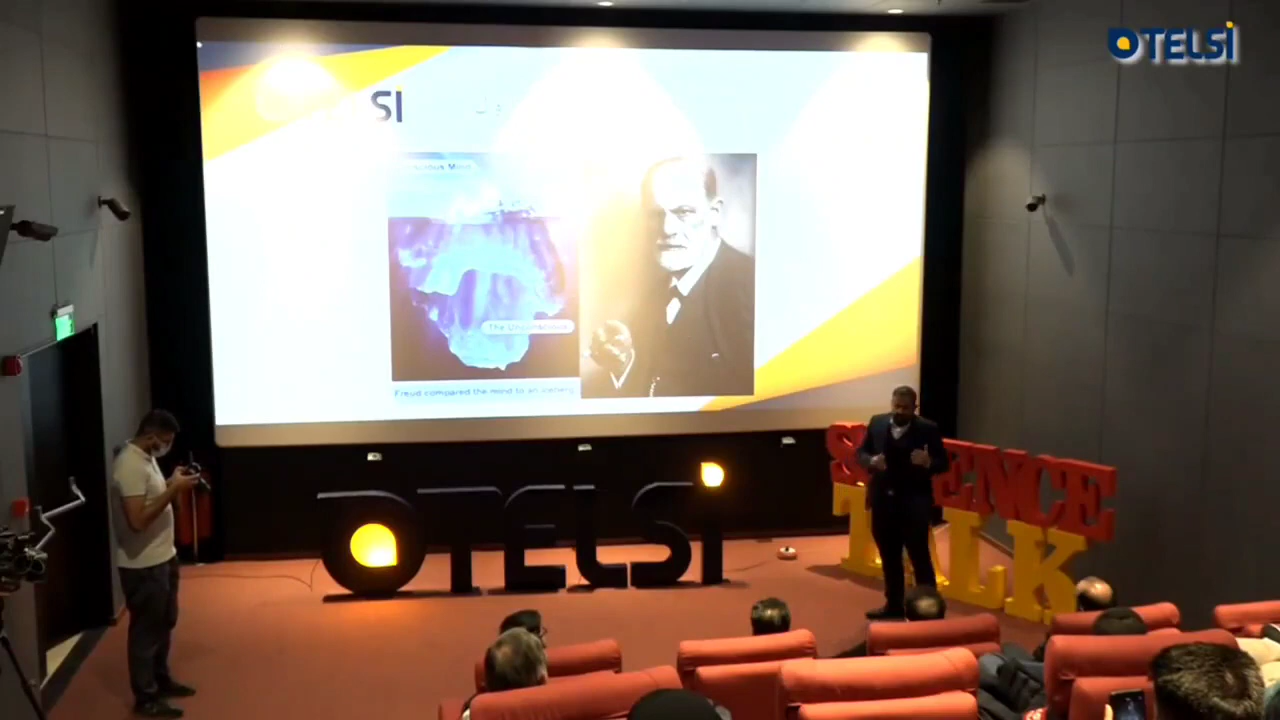 OTELSi
Si
The Unconscious
Freud compared the mind to an iceberg
OTELSi
SCIENCE
TALK